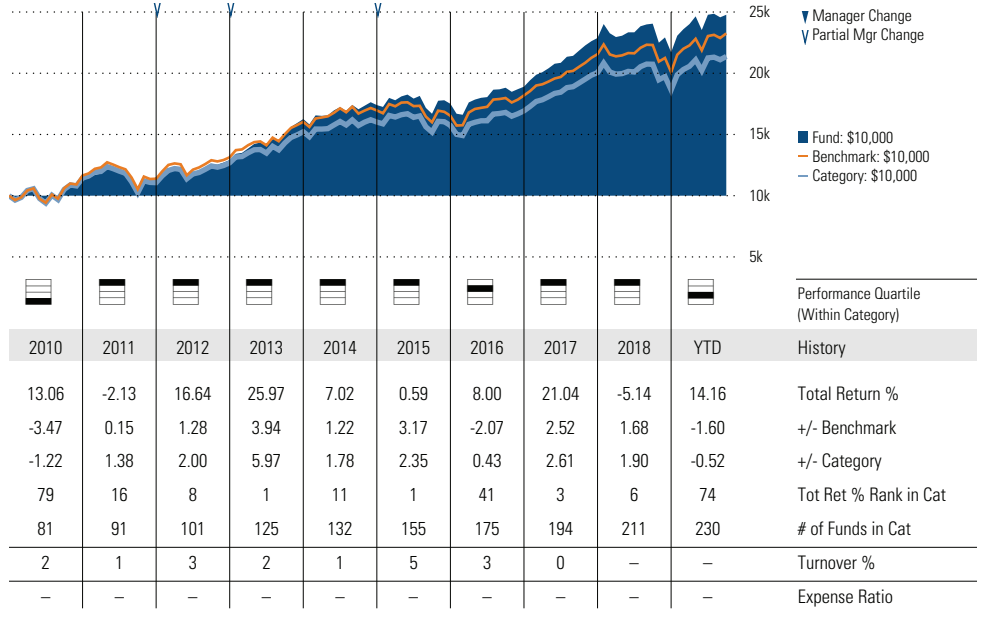 25k
20k
15k
10k
5k
Manager Change
Partial Mgr Change
Fund: $10,000
Benchmark: $10,000
Category: $10,000
Performance Quartile
(Within Category)
2010 2011 2012 2013 2014 2015 2016 2017 2018 YTD History
13.06 -2.13 16.64 25.97 7.02 0.59 8.00 21.04 -5.14 14.16 Total Return %
-3.47 0.15 1.28 3.94 1.22 3.17 -2.07 2.52 1.68 -1.60 +/- Benchmark
-1.22 1.38 2.00 5.97 1.78 2.35 0.43 2.61 1.90 -0.52 +/- Category
79 16 8 1 11 1 41 3 6 74 Tot Ret % Rank in Cat
81 91 101 125 132 155 175 194 211 230 # of Funds in Cat
2 1 3 2 1 5 3 0 – – Turnover %
– – – – – – – – – – Expense Ratio